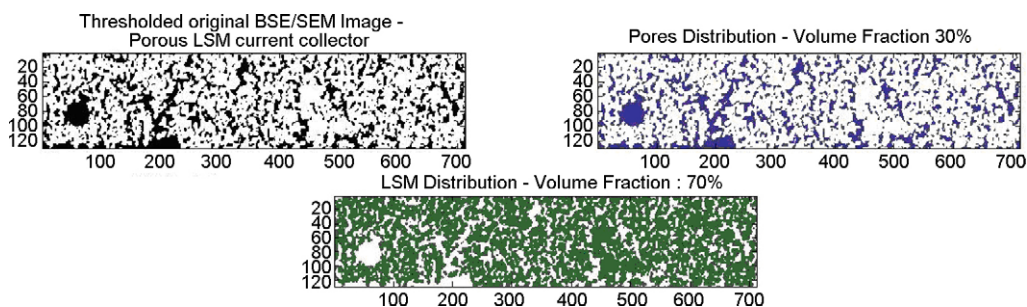 Thresholded original BSE/SEM Image -
Porous LSM current collector
20
40
60
80
100
120
100 200 300 400 500 600 700
Pores Distribution - Volume Fraction 30%
20
40
60
80
100
120
100 200 300 400 500 600 700
LSM Distribution - Volume Fraction : 70%
20
40
60
80
100
120
100 200 300 400 500 600 700